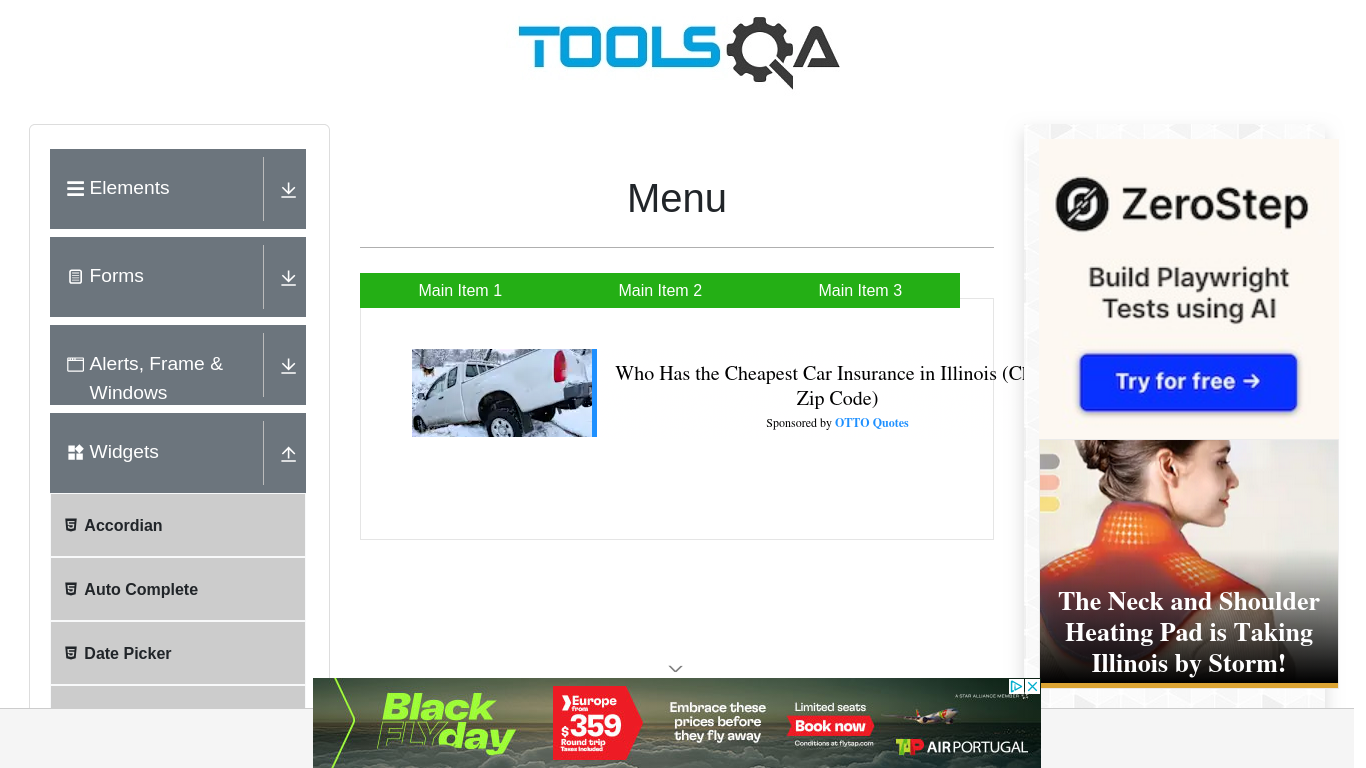 TOOLSQA
Elements
Forms
Alerts, Frame &
Windows
Widgets
Accordian
Auto Complete
Date Picker
Menu
Main Item 1
Main Item 2
Main Item 3
Who Has the Cheapest Car Insurance in Illinois (Cl
Zip Code)
Sponsored by OTTO Quotes
ZeroStep
Build Playwright
Tests using AI
Try for free →
The Neck and Shoulder
Heating Pad is Taking
Illinois by Storm!
Black
FLY
day
Europe
from
$359
Round trip
Taxes included
Embrace these
prices before
they fly away
Limited seats
Book now
Conditions at flytap.com
A STAR ALLIANCE MEMBER
TAP AIR PORTUGAL